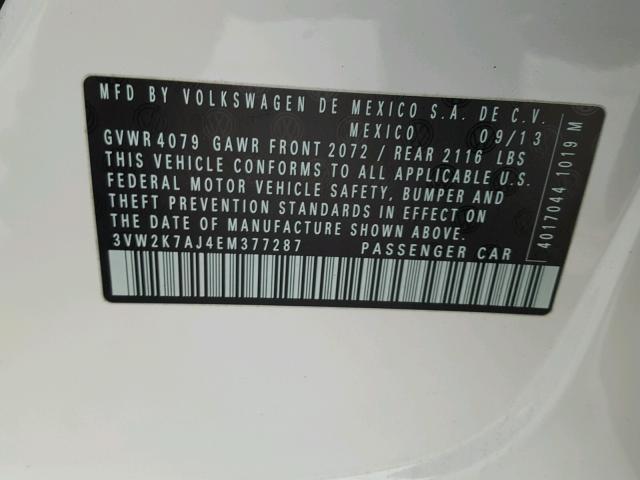 MFD BY VOLKSWAGEN DE MEXICO S.A. DE C.V.
MEXICO 09/13
GVWR 4079 GAWR FRONT 2072 / REAR 2116 LBS
THIS VEHICLE CONFORMS TO ALL APPLICABLE U.S.
FEDERAL MOTOR VEHICLE SAFETY, BUMPER AND
THEFT PREVENTION STANDARDS IN EFFECT ON
THE DATE OF MANUFACTURE SHOWN ABOVE.
3VW2K7AJ4EM377287 PASSENGER CAR
4017044 1019 M